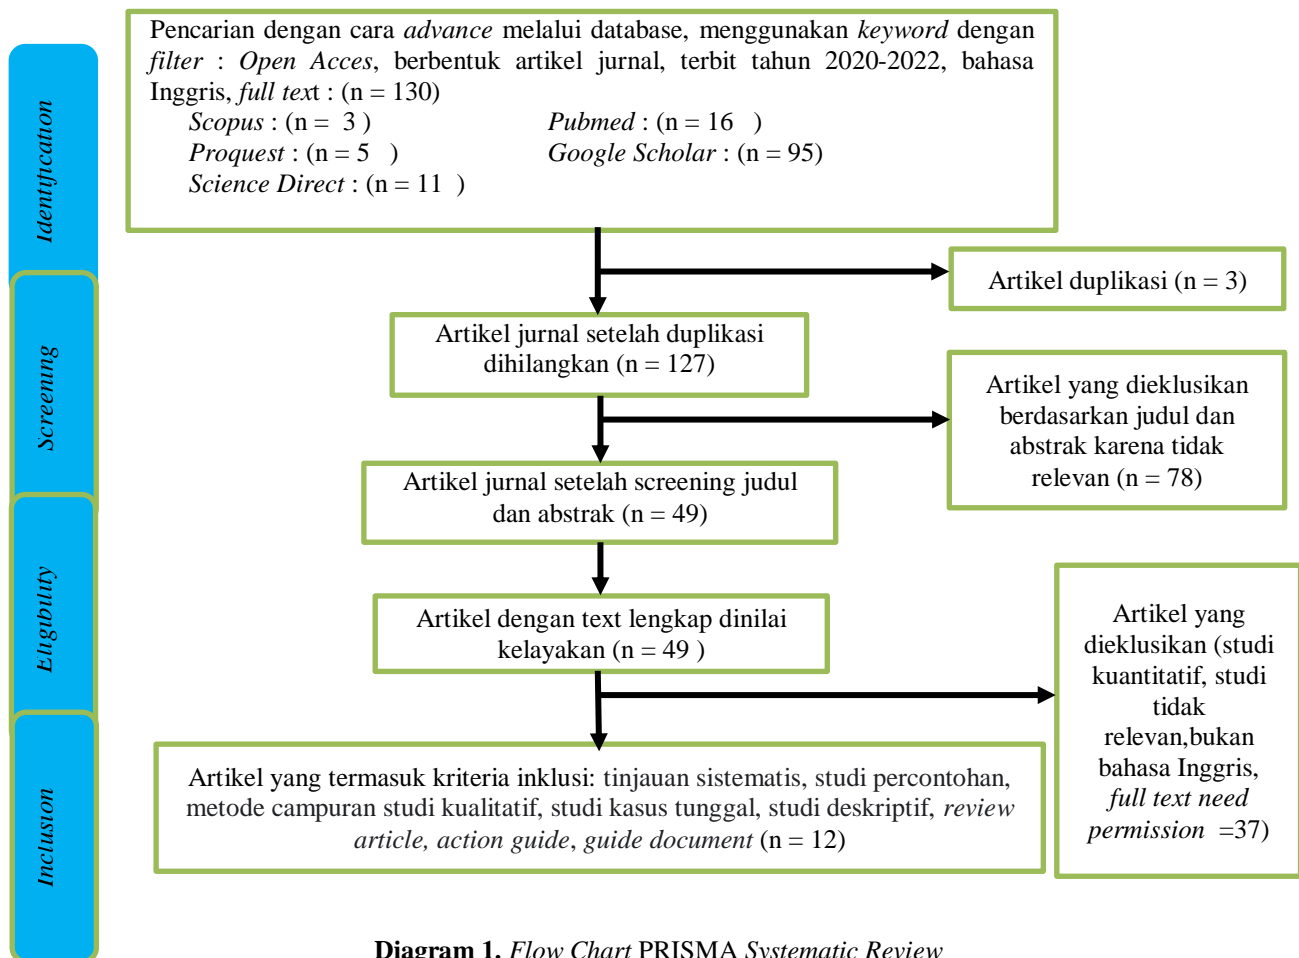 Identification
Pencarian dengan cara advance melalui database, menggunakan keyword dengan
filter : Open Acces, berbentuk artikel jurnal, terbit tahun 2020-2022, bahasa
Inggris, full text : (n = 130)
Scopus : (n =  3 ) Pubmed : (n = 16   )
Proquest : (n = 5   ) Google Scholar : (n = 95)
Science Direct : (n = 11  )
Artikel duplikasi (n = 3)
Screening
Artikel jurnal setelah duplikasi
dihilangkan (n = 127)
Artikel yang dieklusikan
berdasarkan judul dan
abstrak karena tidak
relevan (n = 78)
Artikel jurnal setelah screening judul
dan abstrak (n = 49)
Eligibility
Artikel dengan text lengkap dinilai
kelayakan (n = 49 )
Artikel yang
dieklusikan (studi
kuantitatif, studi
tidak
relevan,bukan
bahasa Inggris,
full text need
permission  =37)
Inclusion
Artikel yang termasuk kriteria inklusi: tinjauan sistematis, studi percontohan,
metode campuran studi kualitatif, studi kasus tunggal, studi deskriptif, review
article, action guide, guide document (n = 12)
Diagram 1. Flow Chart PRISMA Systematic Review